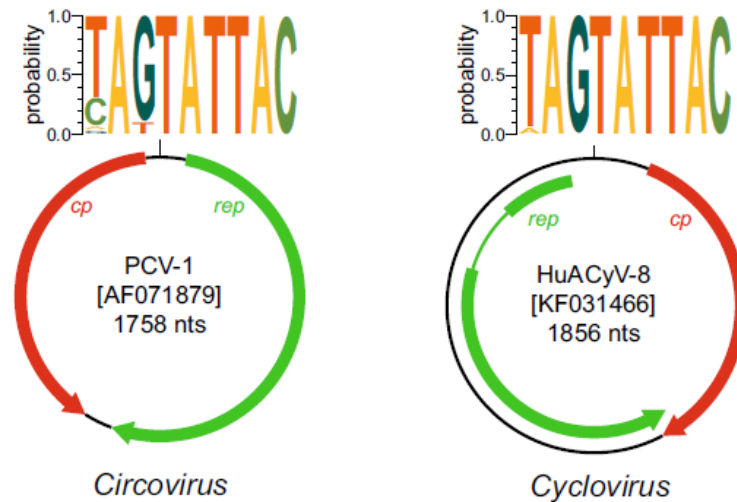 1.0
0.5
0.0
probability
TAGTATTAC
C
T
cp
rep
PCV-1
[AF071879]
1758 nts
Circovirus
1.0
0.5
0.0
probability
TAGTATTAC
A
rep
cp
HuACyV-8
[KF031466]
1856 nts
Cyclovirus